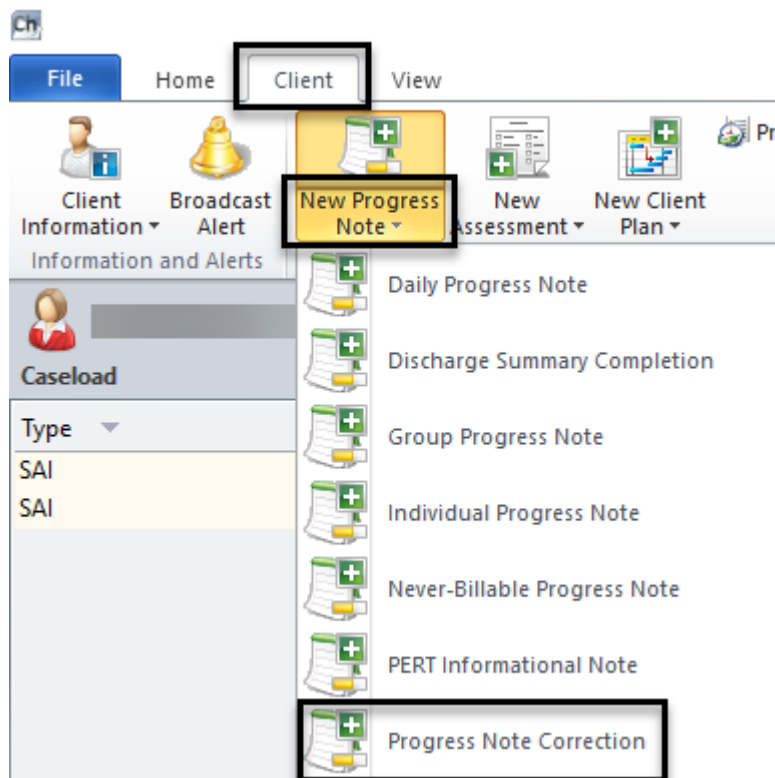 Ch
File Home Client View
Client Information Broadcast Alert New Progress Note New Assessment New Client Plan Pr
Information and Alerts
Daily Progress Note
Discharge Summary Completion
Caseload
Group Progress Note
Type
SAI
SAI
Individual Progress Note
Never-Billable Progress Note
PERT Informational Note
Progress Note Correction